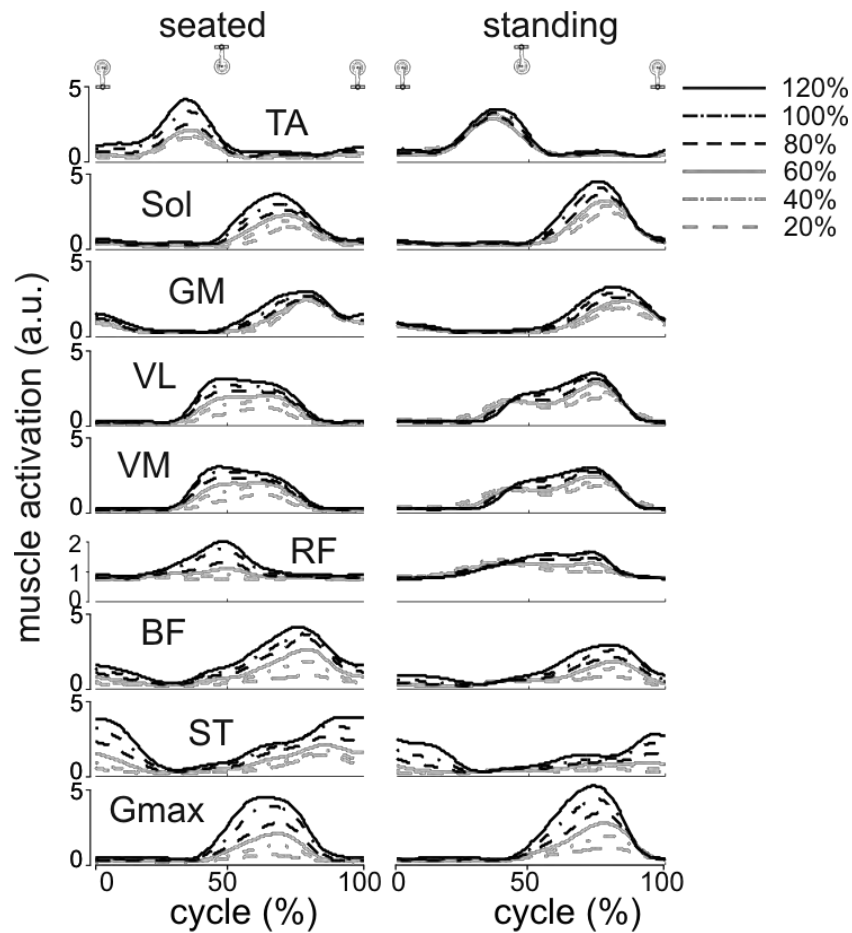 seated standing
120%
100%
80%
60%
40%
20%
muscle activation (a.u.)
5
0
TA
5
0
Sol
5
0
GM
5
0
VL
5
0
VM
2
1
0
RF
5
0
BF
5
0
ST
5
0
Gmax
0 50 100 0 50 100
cycle (%) cycle (%)